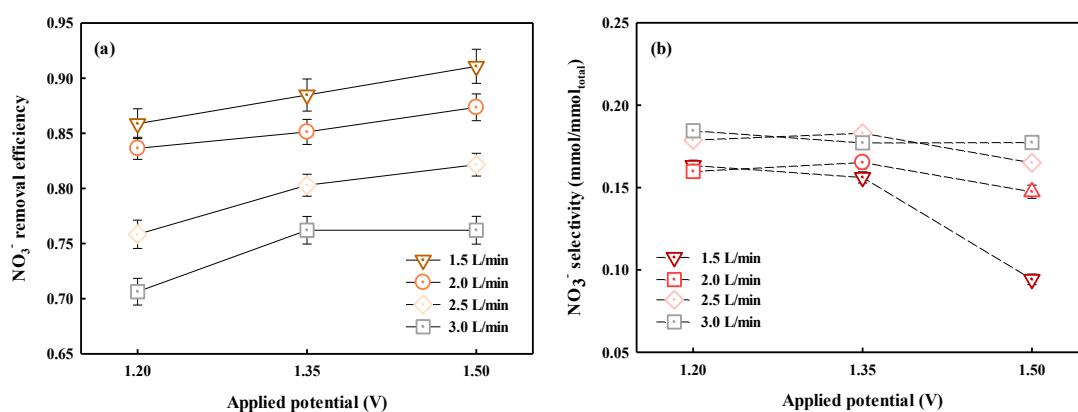 (a)
NO₃⁻ removal efficiency
0.95
0.90
0.85
0.80
0.75
0.70
0.65
1.5 L/min
2.0 L/min
2.5 L/min
3.0 L/min
1.20 1.35 1.50
Applied potential (V)
(b)
NO₃⁻ selectivity (mmol/mmol_total)
0.25
0.20
0.15
0.10
0.05
1.5 L/min
2.0 L/min
2.5 L/min
3.0 L/min
1.20 1.35 1.50
Applied potential (V)